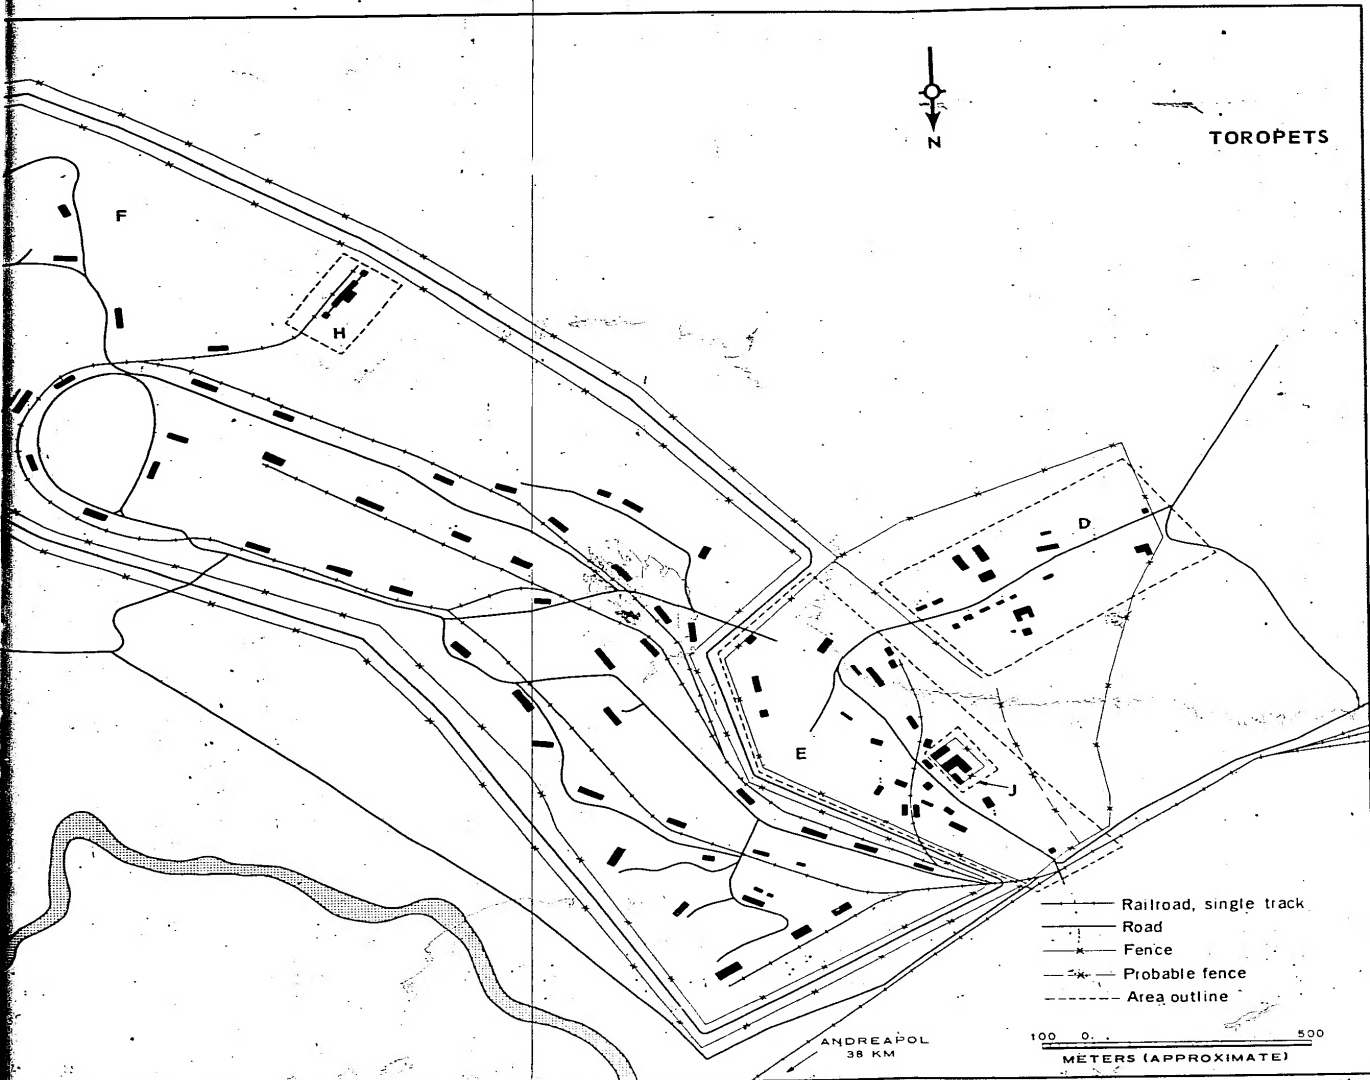 N
TOROPETS
F
H
D
E
J
Railroad, single track
Road
Fence
Probable fence
Area outline
ANDREAPOL
38 KM
100 0. 500
METERS (APPROXIMATE)